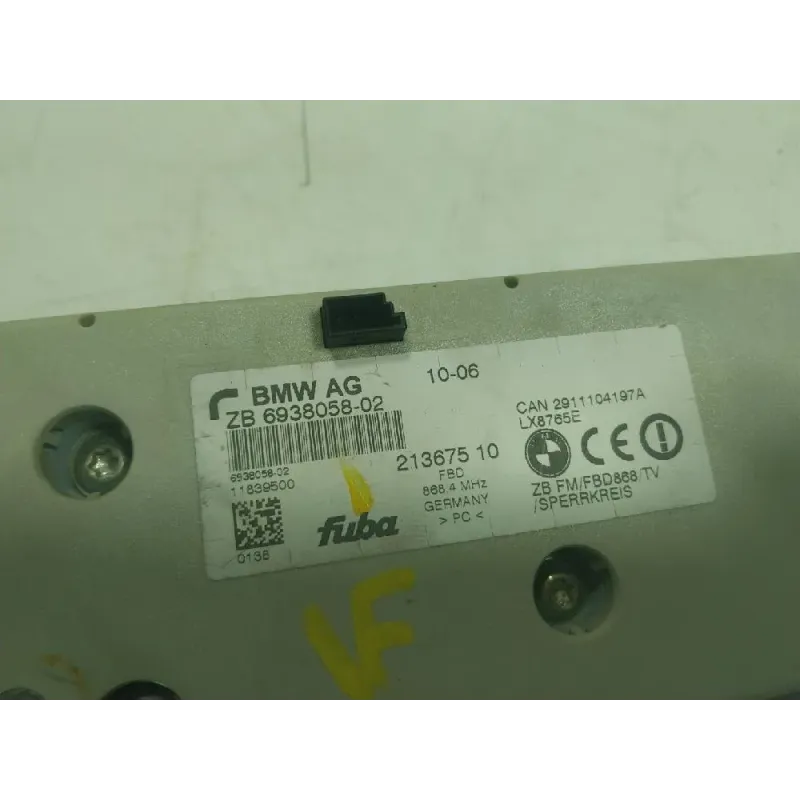 BMW AG
10-06
ZB 6938058-02
CAN 2911104197A
LX8765E
6938058-02
11639500
213675 10
FBD
868.4 MHz
GERMANY
> PC <
ZB FM/FBD868/TV
/SPERRKREIS
0138
fuba
VF